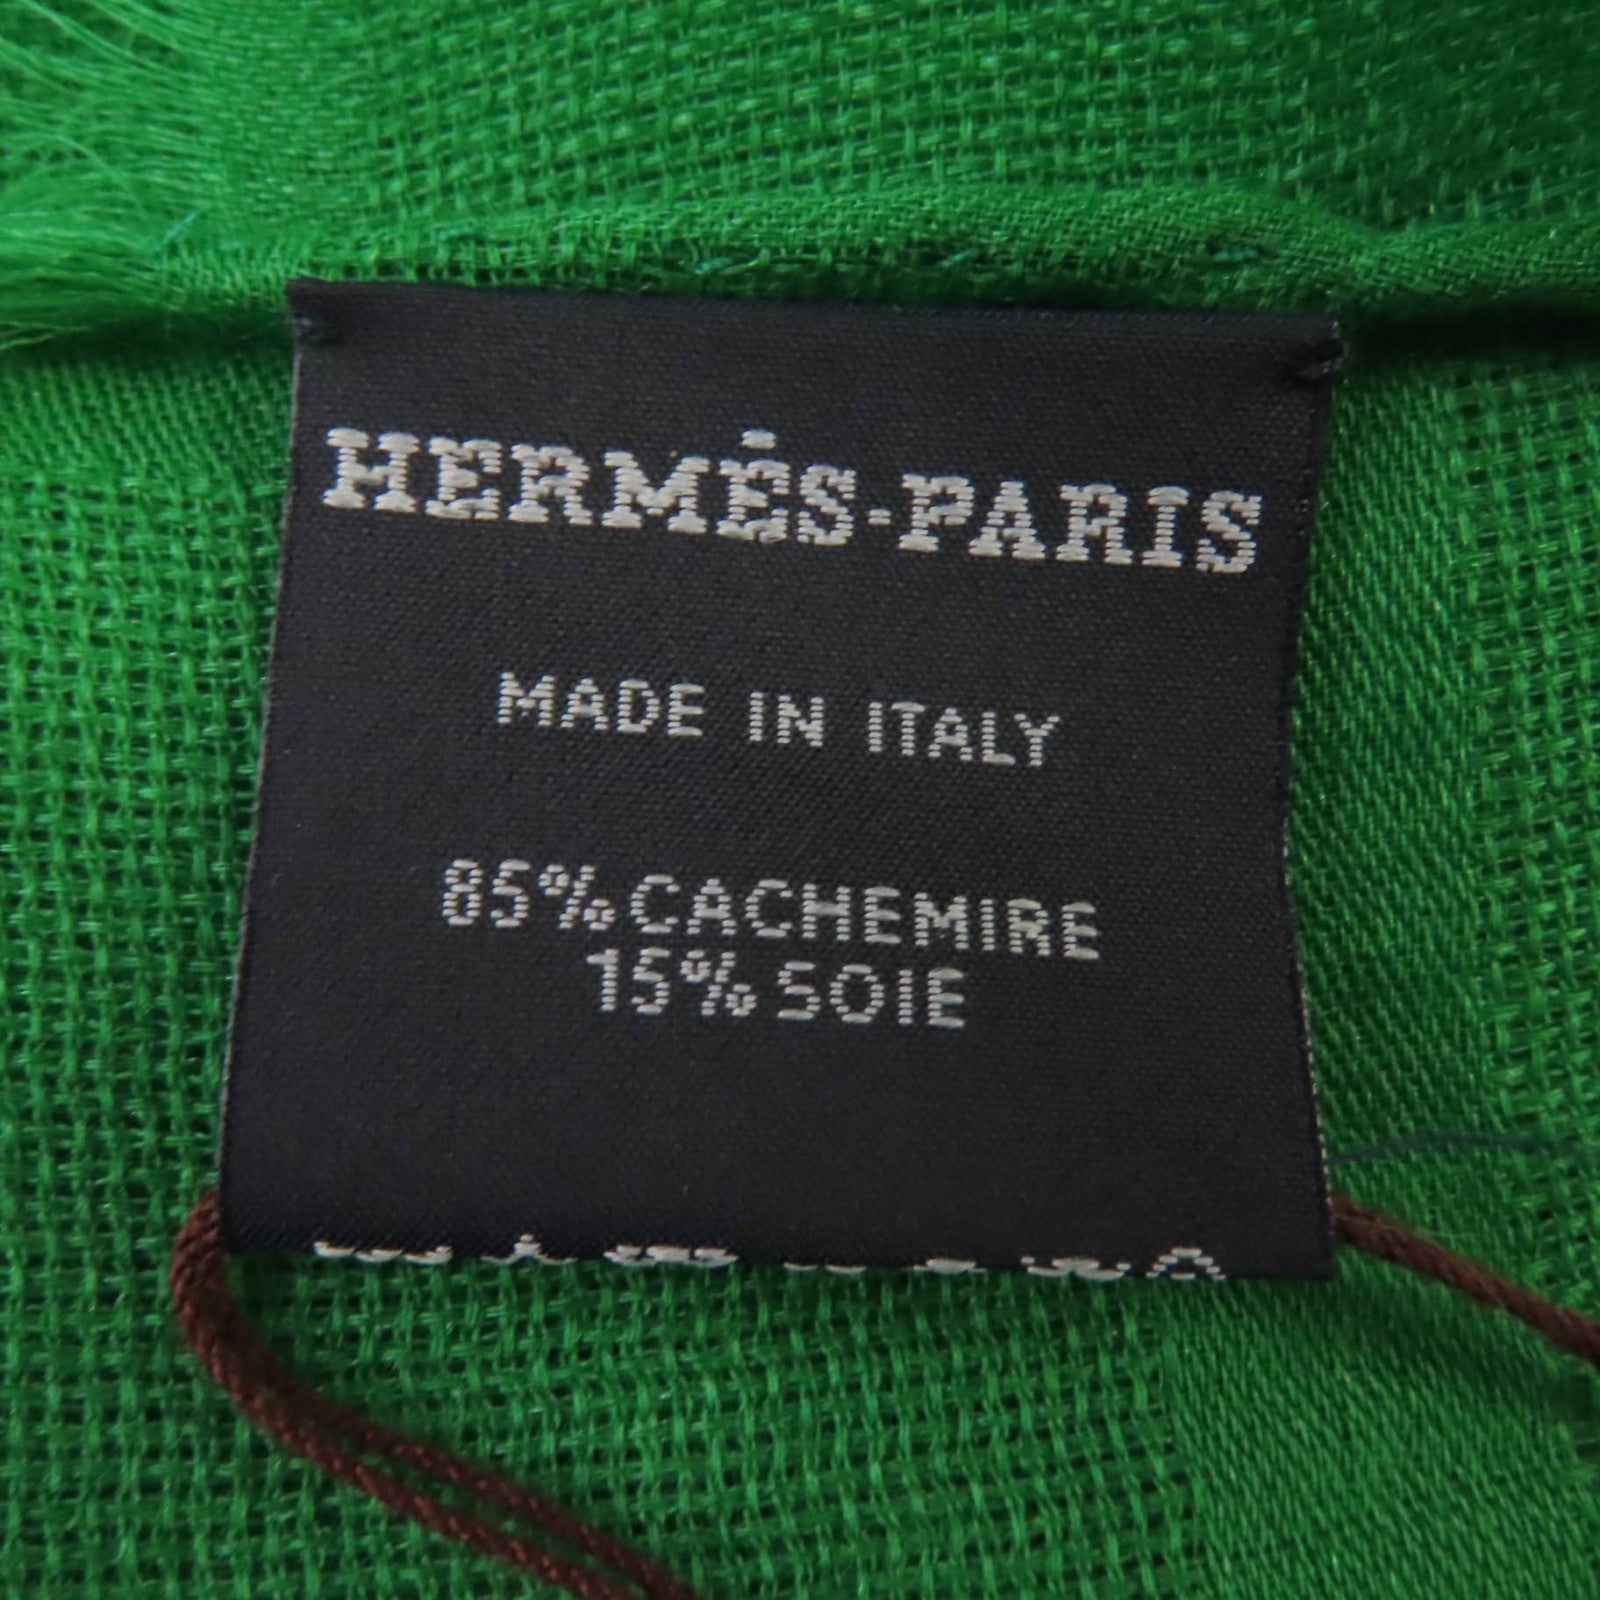 HERMÈS-PARIS
MADE IN ITALY
85% CACHEMIRE
15% SOIE